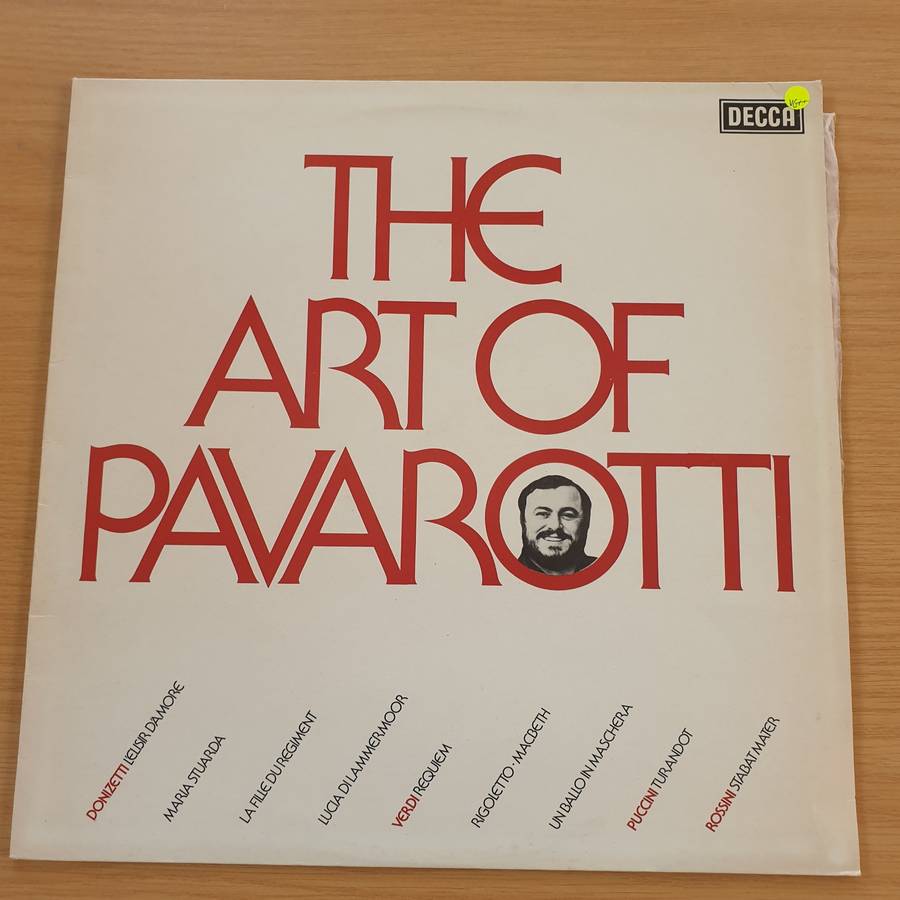 DECCA
VG++
THE
ART OF
PAVAROTTI
DONIZETTI L'ELISIR D'AMORE
MARIA STUARDA
LA FILLE DU REGIMENT
LUCIA DI LAMMERMOOR
VERDI REQUIEM
RIGOLETTO · MACBETH
UN BALLO IN MASCHERA
PUCCINI TURANDOT
ROSSINI STABAT MATER